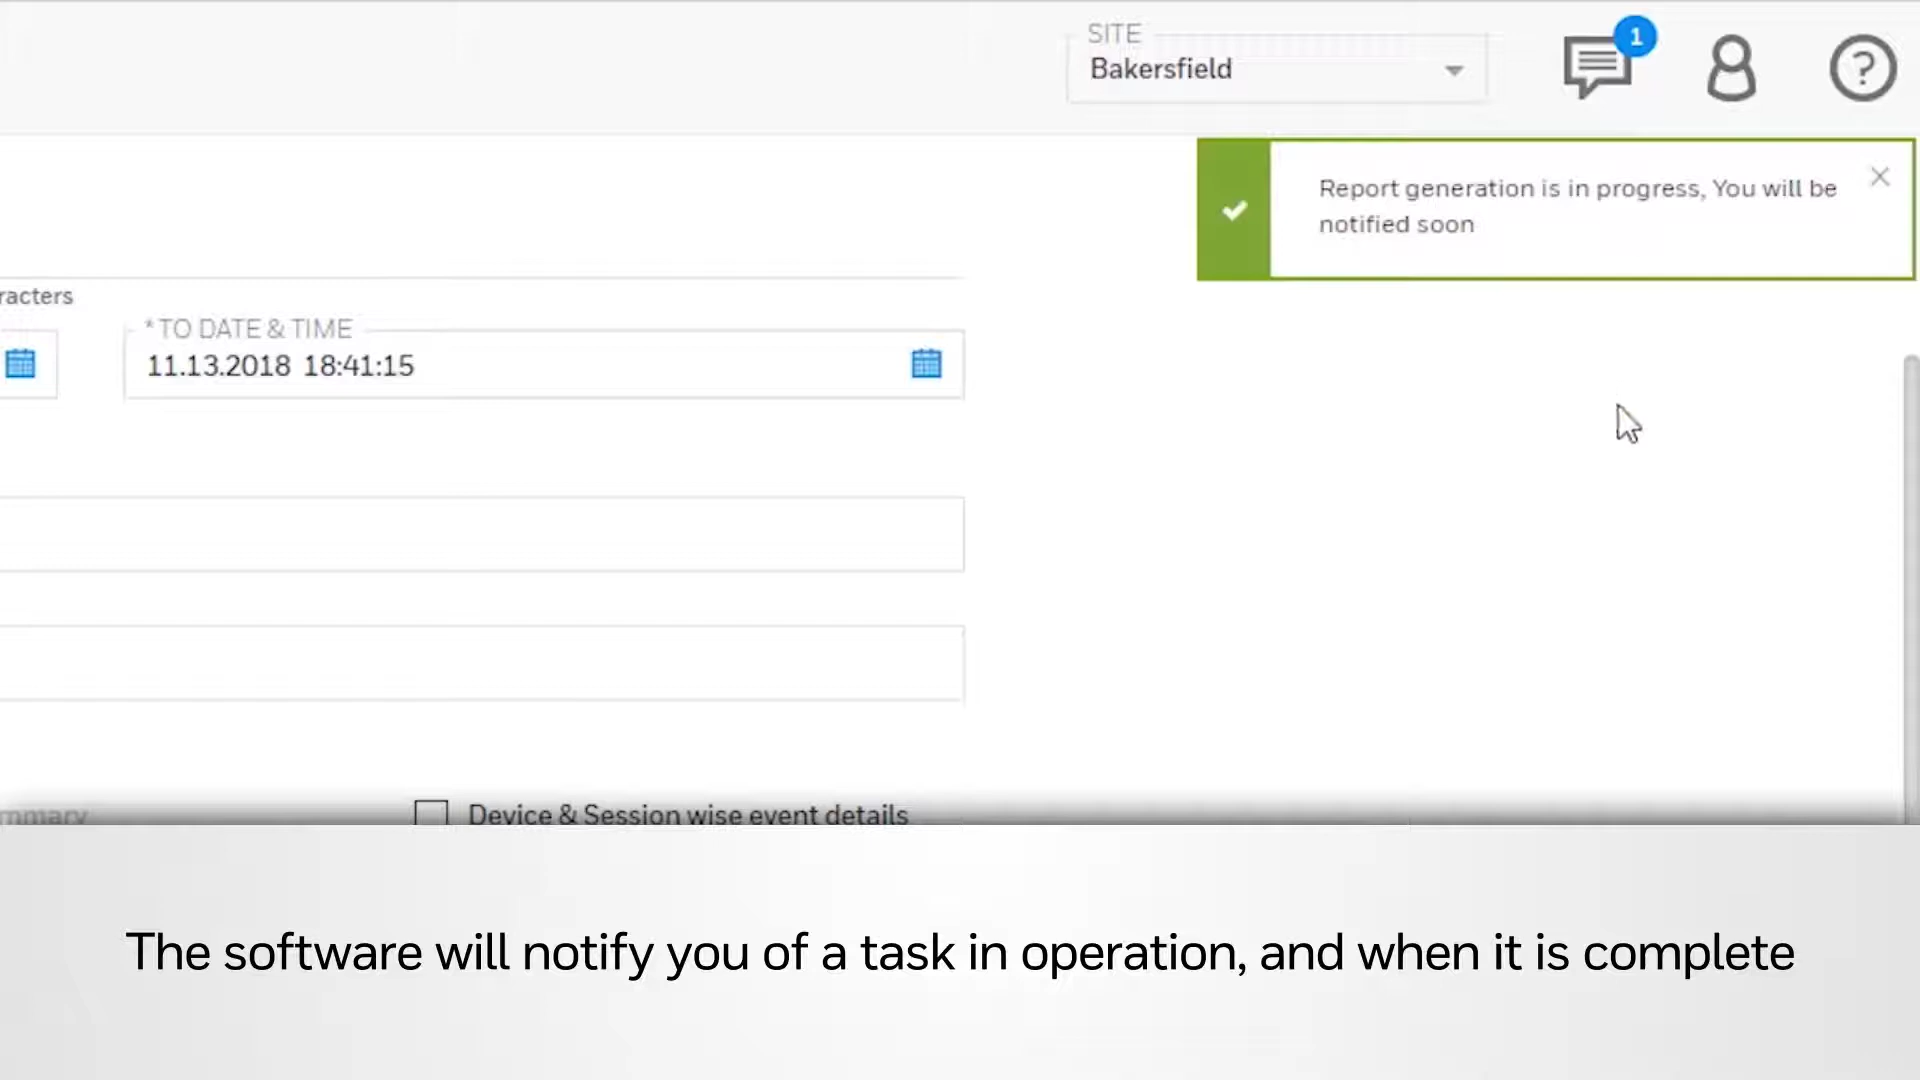 SITE
Bakersfield
1
Report generation is in progress, You will be
notified soon
racters
* TO DATE & TIME
11.13.2018 18:41:15
mmary
Device & Session wise event details
The software will notify you of a task in operation, and when it is complete